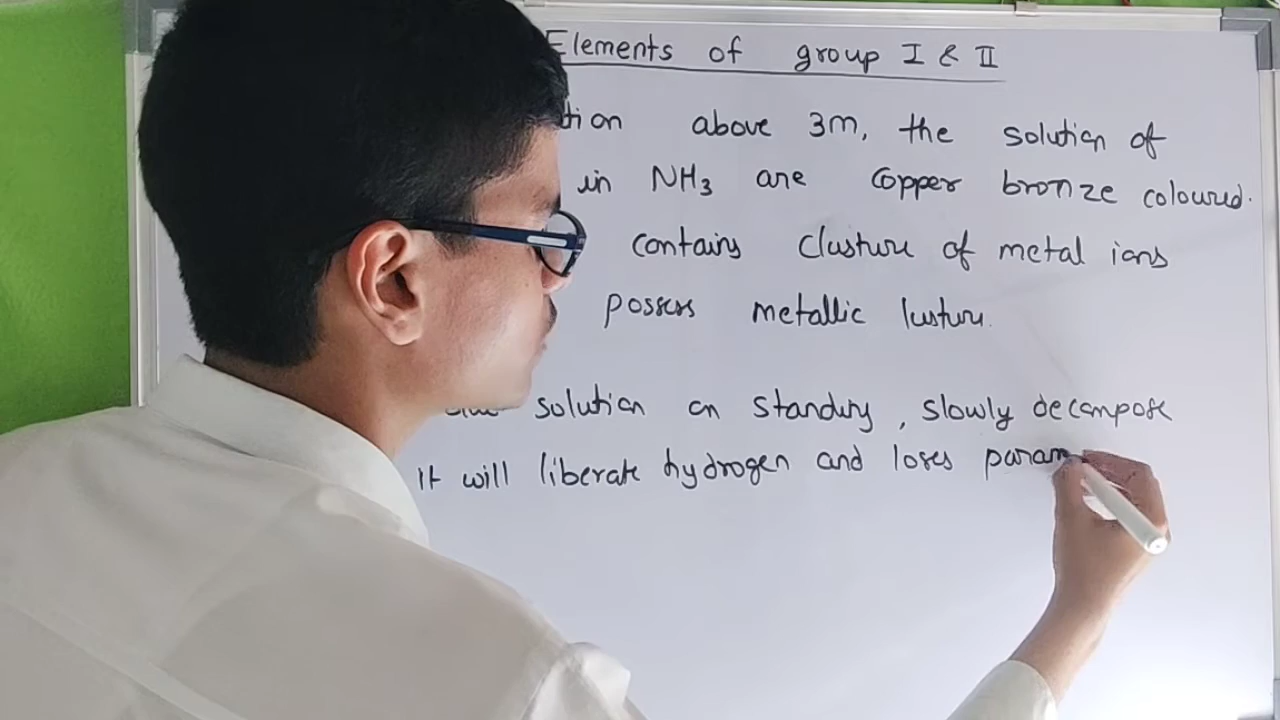 Elements of group I & II
tion above 3M, the solution of
in NH3 are Copper bronze coloured.
contains clusture of metal ions
possess metallic lusture.
solution on standing, slowly decompose
It will liberate hydrogen and loses param